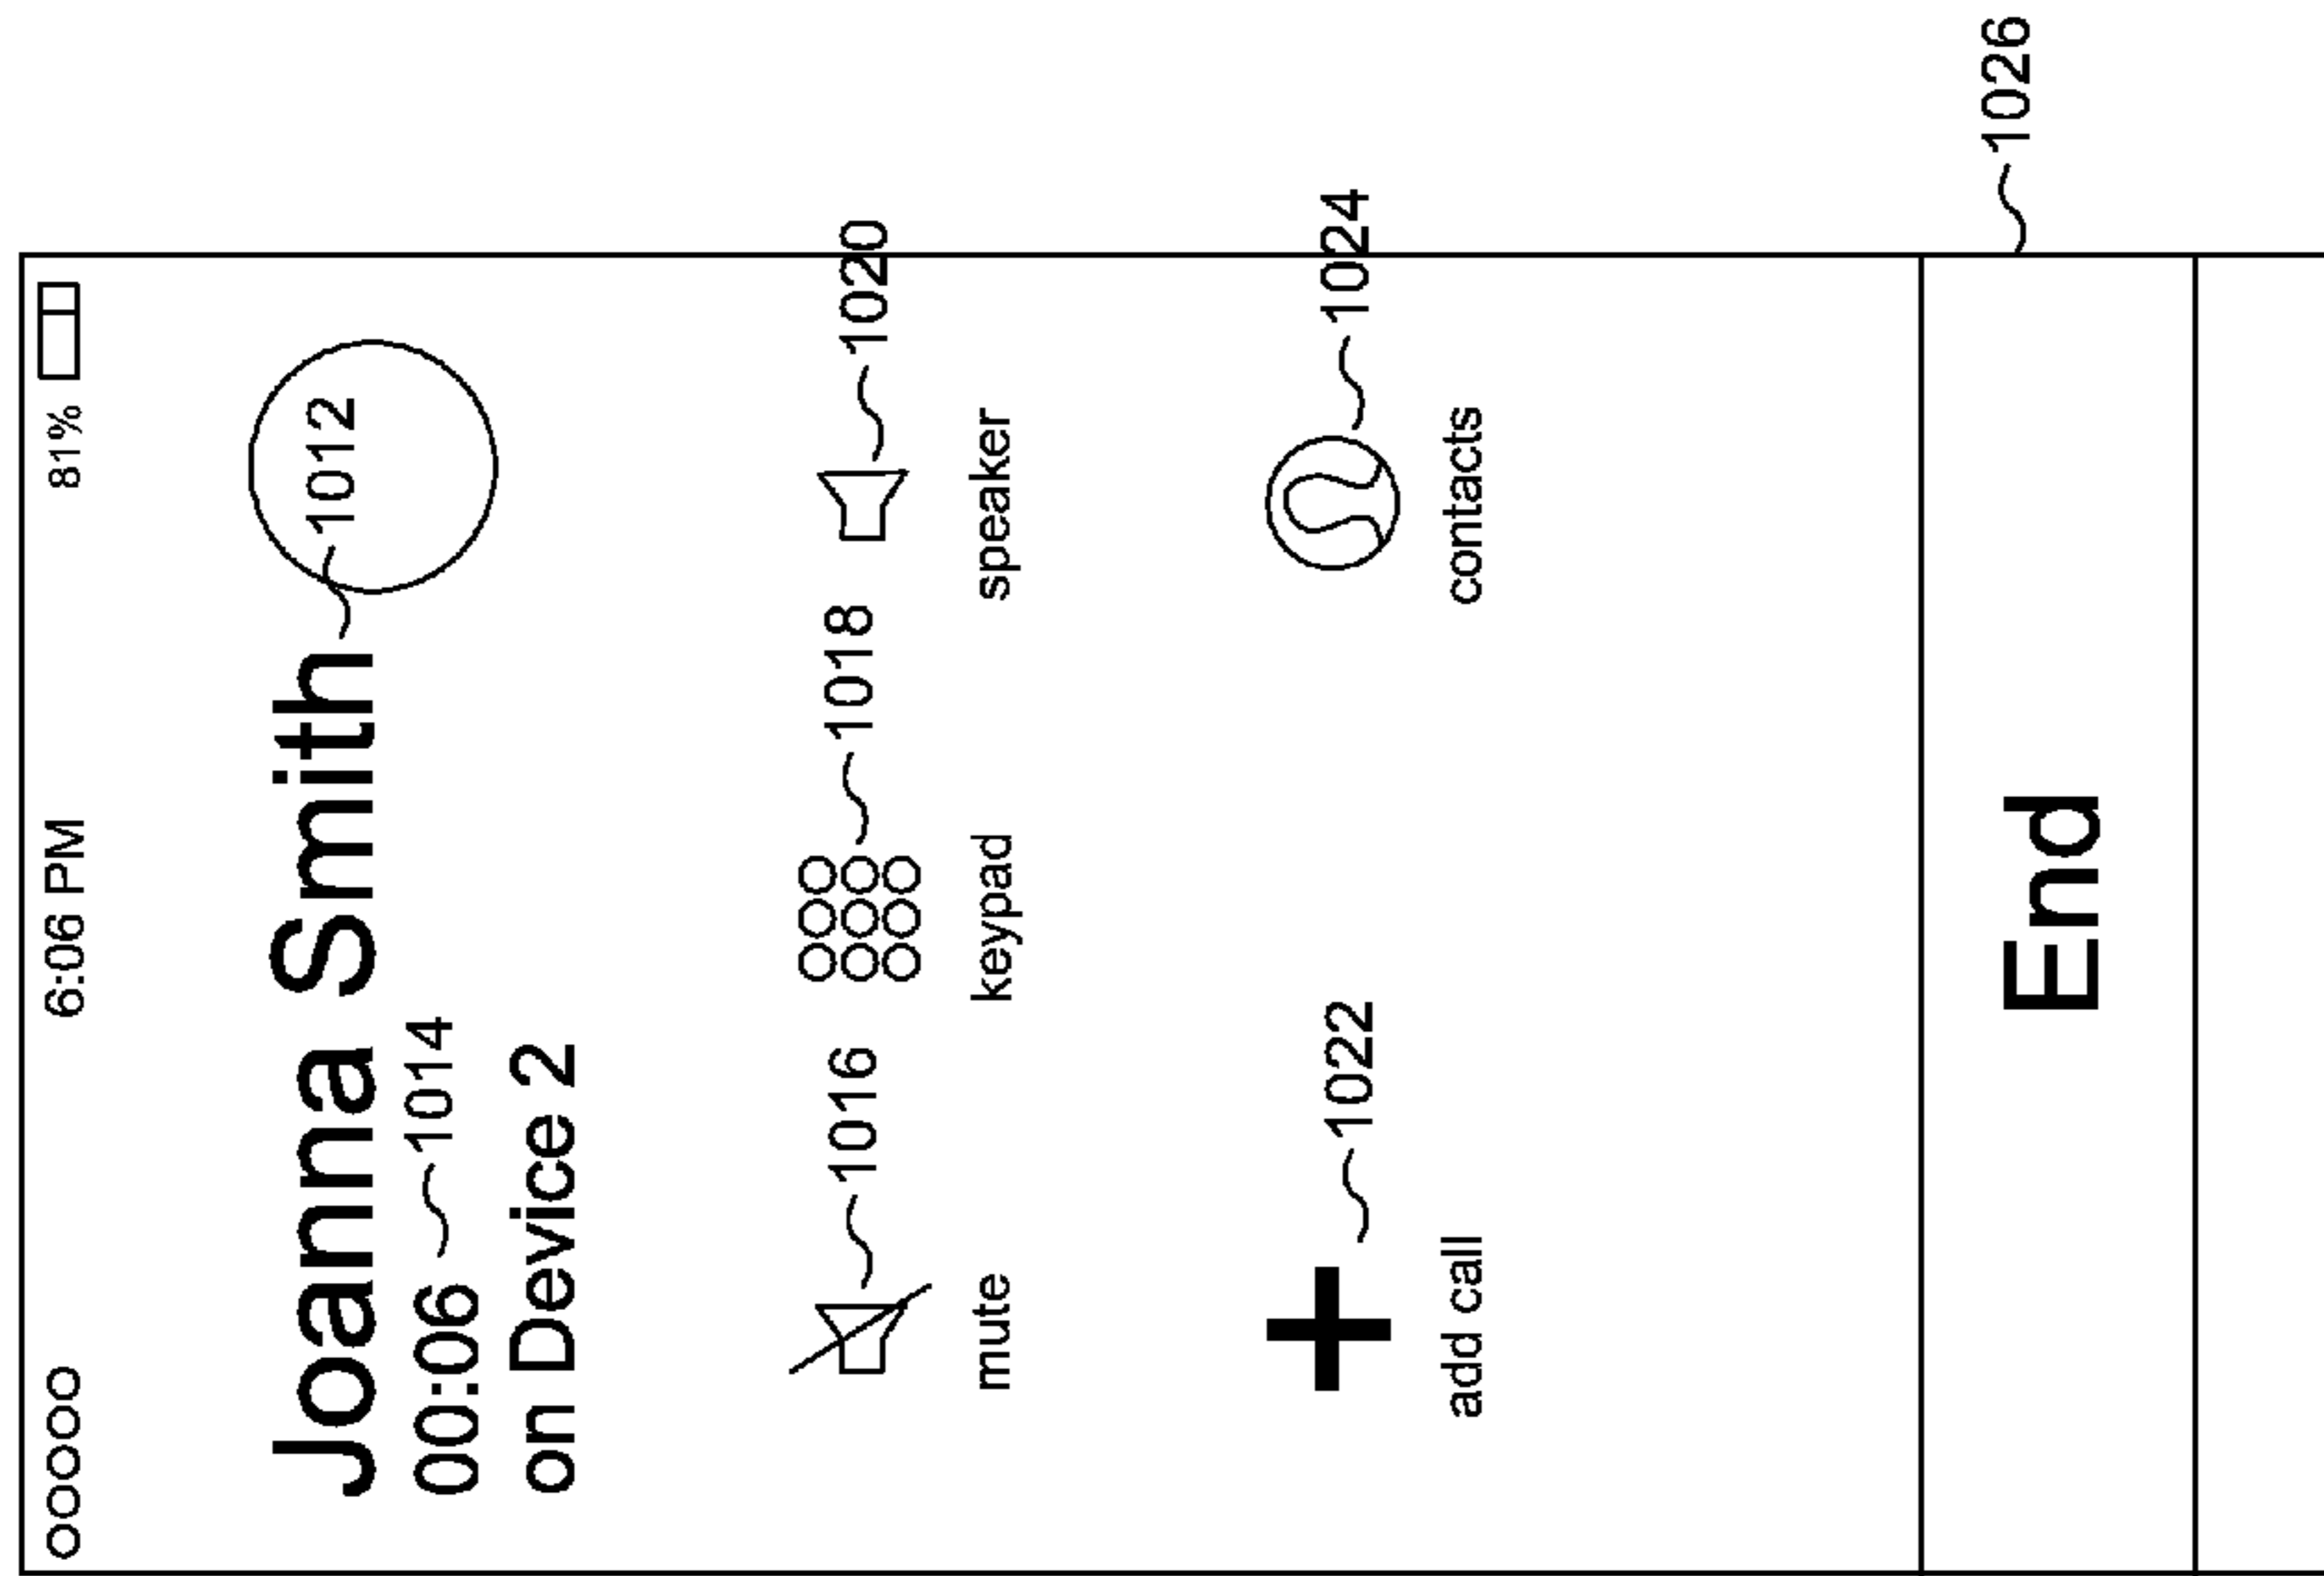 6:06 PM 81%
Joanna Smith 1012
00:06 1014
on Device 2
1016 1018 1020
mute keypad speaker
1022 1024
add call contacts
End 1026